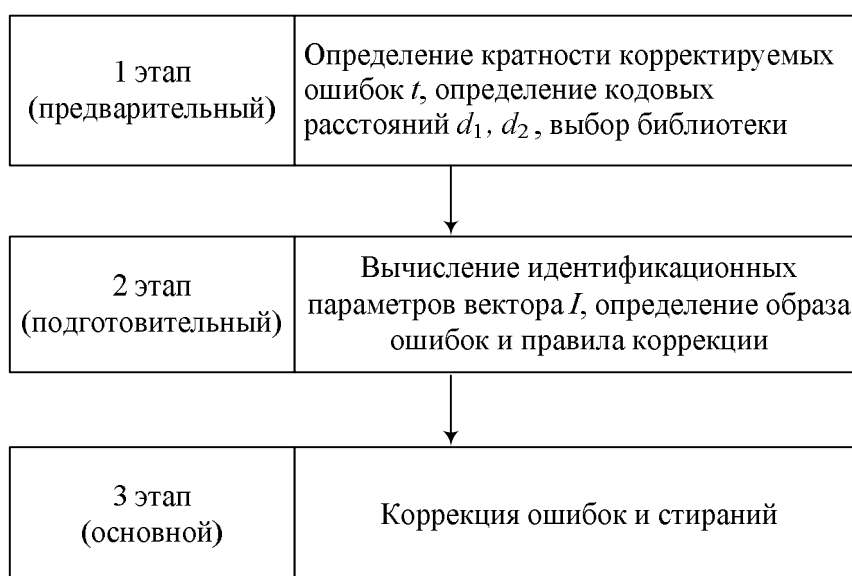 1 этап
(предварительный)
Определение кратности корректируемых
ошибок t, определение кодовых
расстояний d₁, d₂, выбор библиотеки
2 этап
(подготовительный)
Вычисление идентификационных
параметров вектора I, определение образа
ошибок и правила коррекции
3 этап
(основной)
Коррекция ошибок и стираний